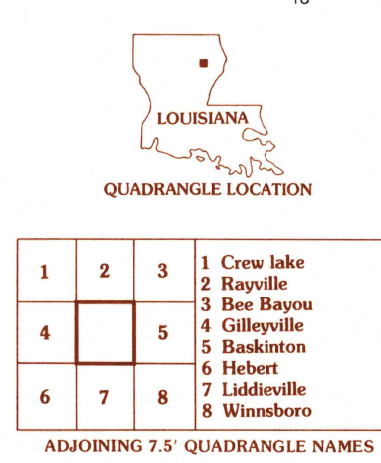 LOUISIANA
QUADRANGLE LOCATION
1 2 3
4 5
6 7 8
1 Crew lake
2 Rayville
3 Bee Bayou
4 Gilleyville
5 Baskinton
6 Hebert
7 Liddieville
8 Winnsboro
ADJOINING 7.5′ QUADRANGLE NAMES